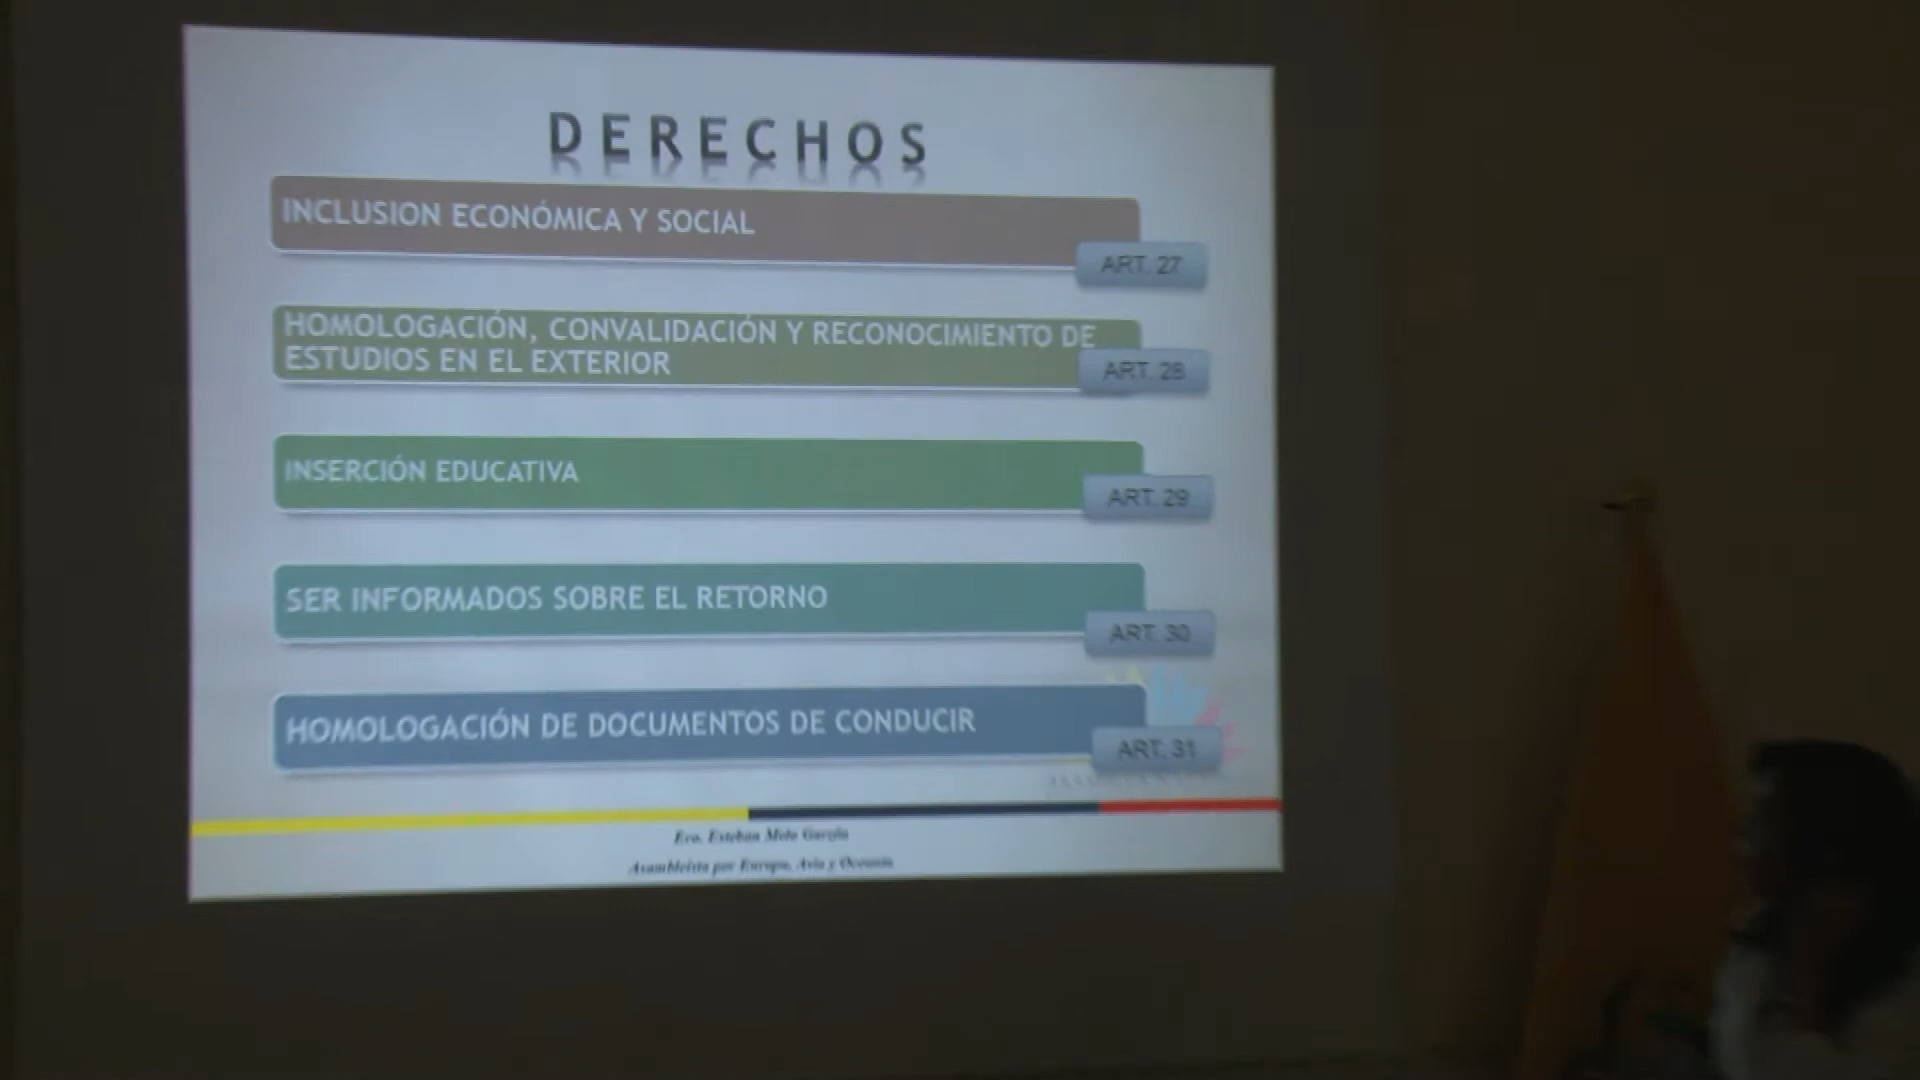 DERECHOS
INCLUSION ECONÓMICA Y SOCIAL
ART. 27
HOMOLOGACIÓN, CONVALIDACIÓN Y RECONOCIMIENTO DE
ESTUDIOS EN EL EXTERIOR
ART. 28
INSERCIÓN EDUCATIVA
ART. 29
SER INFORMADOS SOBRE EL RETORNO
ART. 30
HOMOLOGACIÓN DE DOCUMENTOS DE CONDUCIR
ART. 31
Eco. Esteban Melo
Asambleísta por Europa, Asia y Oceanía